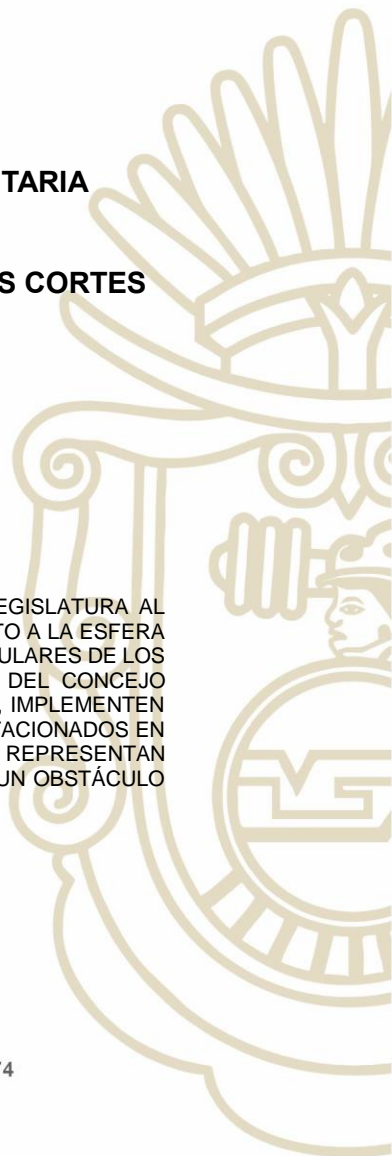 TARIA
S CORTES
EGISLATURA AL
TO A LA ESFERA
ULARES DE LOS
DEL CONCEJO
, IMPLEMENTEN
TACIONADOS EN
REPRESENTAN
UN OBSTÁCULO
74